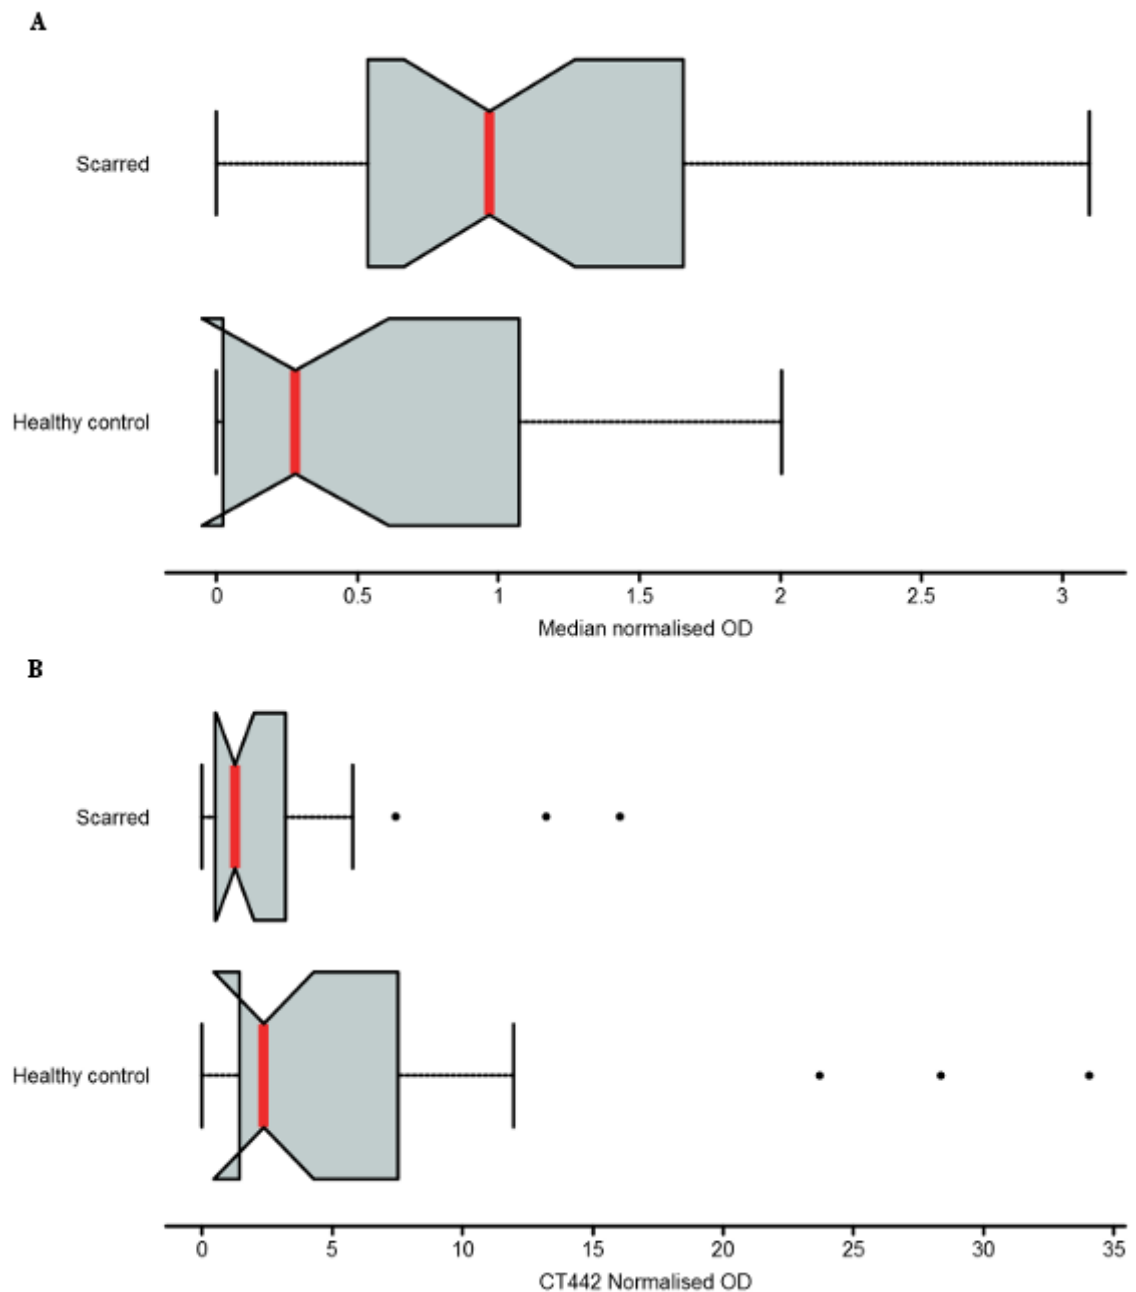 A
Scarred
Healthy control
0 0.5 1 1.5 2 2.5 3
Median normalised OD
B
Scarred
Healthy control
0 5 10 15 20 25 30 35
CT442 Normalised OD